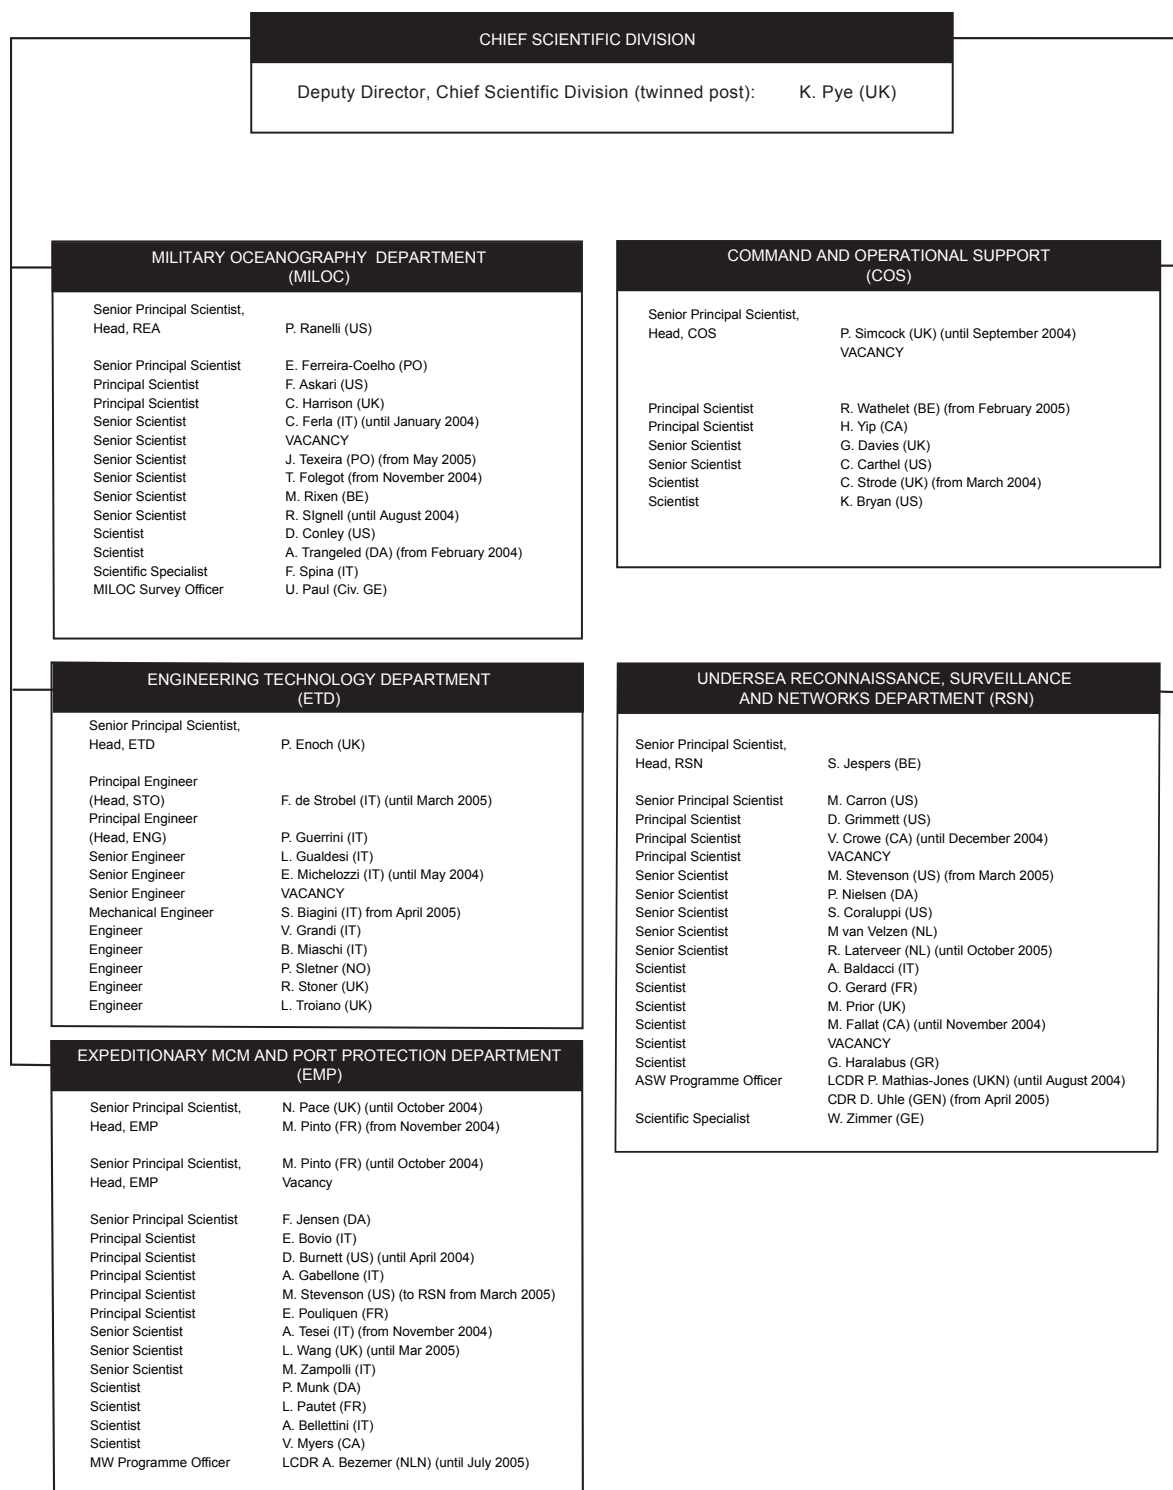 CHIEF SCIENTIFIC DIVISION
Deputy Director, Chief Scientific Division (twinned post): K. Pye (UK)
MILITARY OCEANOGRAPHY DEPARTMENT
(MILOC)
Senior Principal Scientist,
Head, REA P. Ranelli (US)
Senior Principal Scientist E. Ferreira-Coelho (PO)
Principal Scientist F. Askari (US)
Principal Scientist C. Harrison (UK)
Senior Scientist C. Ferla (IT) (until January 2004)
Senior Scientist VACANCY
Senior Scientist J. Texeira (PO) (from May 2005)
Senior Scientist T. Folegot (from November 2004)
Senior Scientist M. Rixen (BE)
Senior Scientist R. SIgnell (until August 2004)
Scientist D. Conley (US)
Scientist A. Trangeled (DA) (from February 2004)
Scientific Specialist F. Spina (IT)
MILOC Survey Officer U. Paul (Civ. GE)
COMMAND AND OPERATIONAL SUPPORT
(COS)
Senior Principal Scientist,
Head, COS P. Simcock (UK) (until September 2004)
VACANCY
Principal Scientist R. Wathelet (BE) (from February 2005)
Principal Scientist H. Yip (CA)
Senior Scientist G. Davies (UK)
Senior Scientist C. Carthel (US)
Scientist C. Strode (UK) (from March 2004)
Scientist K. Bryan (US)
ENGINEERING TECHNOLOGY DEPARTMENT
(ETD)
Senior Principal Scientist,
Head, ETD P. Enoch (UK)
Principal Engineer
(Head, STO) F. de Strobel (IT) (until March 2005)
Principal Engineer
(Head, ENG) P. Guerrini (IT)
Senior Engineer L. Gualdesi (IT)
Senior Engineer E. Michelozzi (IT) (until May 2004)
Senior Engineer VACANCY
Mechanical Engineer S. Biagini (IT) from April 2005)
Engineer V. Grandi (IT)
Engineer B. Miaschi (IT)
Engineer P. Sletner (NO)
Engineer R. Stoner (UK)
Engineer L. Troiano (UK)
UNDERSEA RECONNAISSANCE, SURVEILLANCE
AND NETWORKS DEPARTMENT (RSN)
Senior Principal Scientist,
Head, RSN S. Jespers (BE)
Senior Principal Scientist M. Carron (US)
Principal Scientist D. Grimmett (US)
Principal Scientist V. Crowe (CA) (until December 2004)
Principal Scientist VACANCY
Senior Scientist M. Stevenson (US) (from March 2005)
Senior Scientist P. Nielsen (DA)
Senior Scientist S. Coraluppi (US)
Senior Scientist M van Velzen (NL)
Senior Scientist R. Laterveer (NL) (until October 2005)
Scientist A. Baldacci (IT)
Scientist O. Gerard (FR)
Scientist M. Prior (UK)
Scientist M. Fallat (CA) (until November 2004)
Scientist VACANCY
Scientist G. Haralabus (GR)
ASW Programme Officer LCDR P. Mathias-Jones (UKN) (until August 2004)
CDR D. Uhle (GEN) (from April 2005)
Scientific Specialist W. Zimmer (GE)
EXPEDITIONARY MCM AND PORT PROTECTION DEPARTMENT
(EMP)
Senior Principal Scientist, N. Pace (UK) (until October 2004)
Head, EMP M. Pinto (FR) (from November 2004)
Senior Principal Scientist, M. Pinto (FR) (until October 2004)
Head, EMP Vacancy
Senior Principal Scientist F. Jensen (DA)
Principal Scientist E. Bovio (IT)
Principal Scientist D. Burnett (US) (until April 2004)
Principal Scientist A. Gabellone (IT)
Principal Scientist M. Stevenson (US) (to RSN from March 2005)
Principal Scientist E. Pouliquen (FR)
Senior Scientist A. Tesei (IT) (from November 2004)
Senior Scientist L. Wang (UK) (until Mar 2005)
Senior Scientist M. Zampolli (IT)
Scientist P. Munk (DA)
Scientist L. Pautet (FR)
Scientist A. Bellettini (IT)
Scientist V. Myers (CA)
MW Programme Officer LCDR A. Bezemer (NLN) (until July 2005)